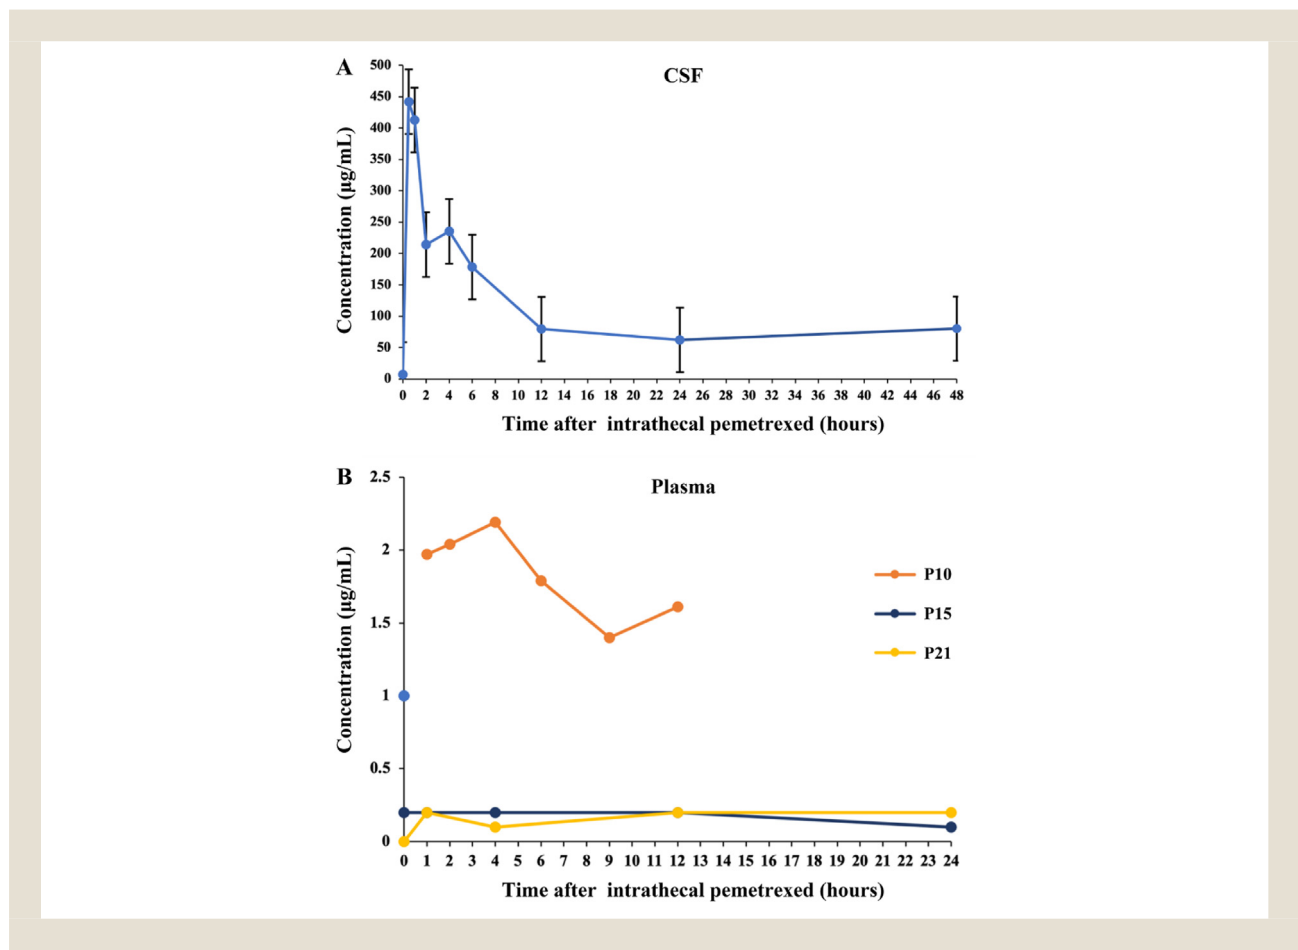 A
CSF
500
450
400
350
300
250
200
150
100
50
0
Concentration (µg/mL)
0 2 4 6 8 10 12 14 16 18 20 22 24 26 28 30 32 34 36 38 40 42 44 46 48
Time after intrathecal pemetrexed (hours)
B
Plasma
2.5
2
1.5
1
0.5
0
Concentration (µg/mL)
P10
P15
P21
0 1 2 4 5 6 7 8 9 10 11 12 13 14 15 16 17 18 19 20 21 22 23 24
Time after intrathecal pemetrexed (hours)